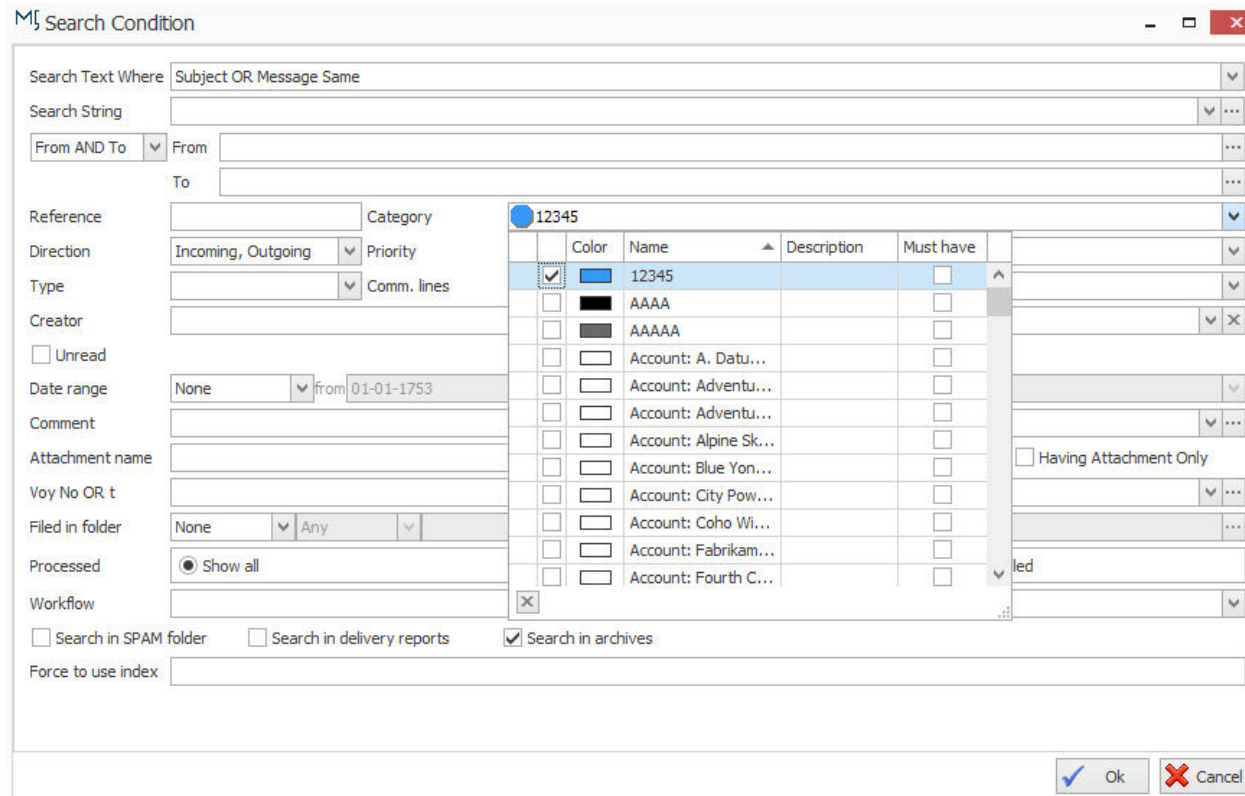 Search Condition
Search Text Where Subject OR Message Same
Search String
From AND To From
To
Reference Category 12345
Direction Incoming, Outgoing Priority
Type Comm. lines
Creator
Unread
Date range None from 01-01-1753
Comment
Attachment name Having Attachment Only
Voy No OR t
Filed in folder None Any
Processed Show all
Workflow
Color Name Description Must have
12345
AAAA
AAAAA
Account: A. Datu...
Account: Adventu...
Account: Adventu...
Account: Alpine Sk...
Account: Blue Yon...
Account: City Pow...
Account: Coho Wi...
Account: Fabrikam...
Account: Fourth C...
Search in SPAM folder Search in delivery reports Search in archives
Force to use index
Ok Cancel